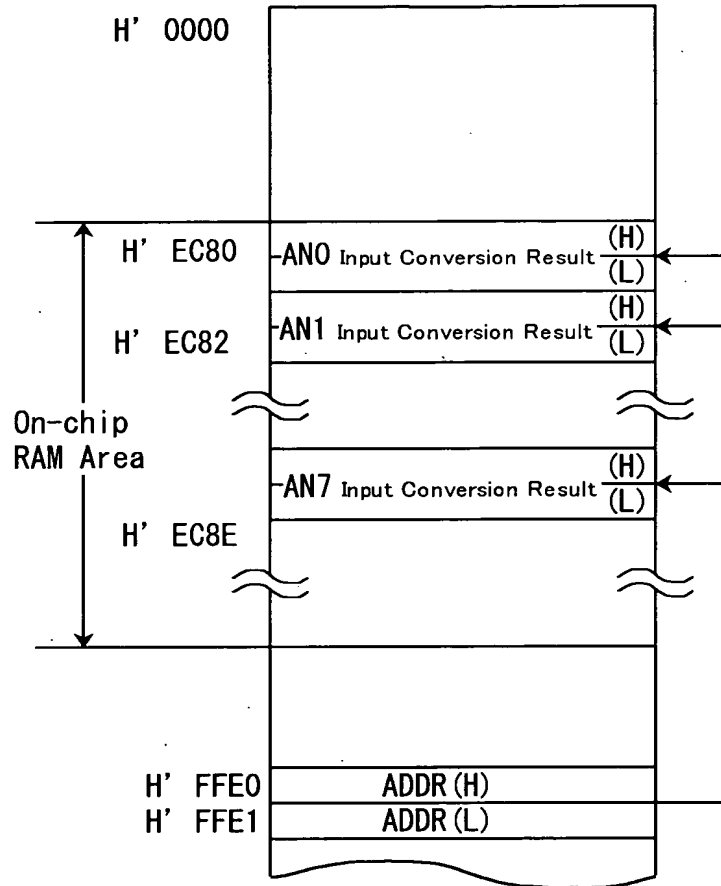 H' 0000
H' EC80
AN0 Input Conversion Result (H)
(L)
H' EC82
AN1 Input Conversion Result (H)
(L)
On-chip
RAM Area
AN7 Input Conversion Result (H)
(L)
H' EC8E
H' FFE0 ADDR(H)
H' FFE1 ADDR(L)